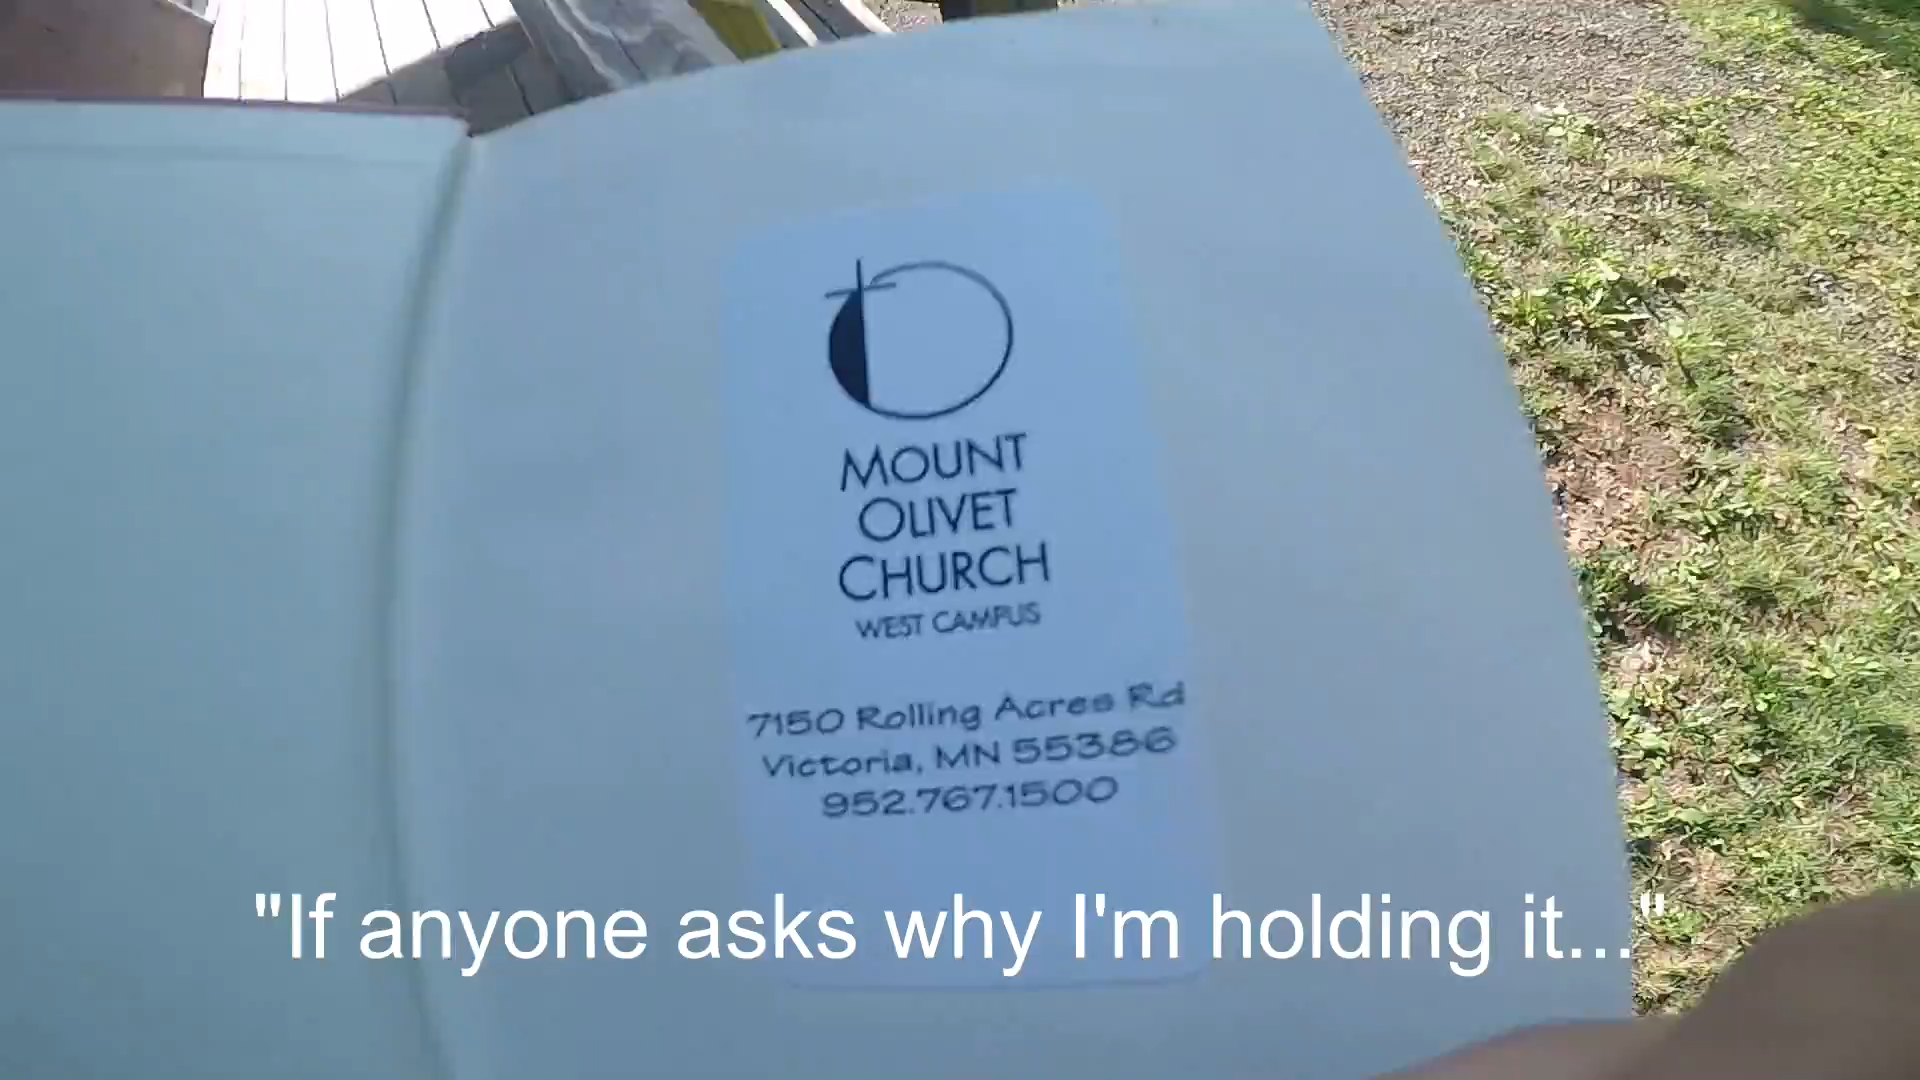 MOUNT
OLIVET
CHURCH
WEST CAMPUS
7150 Rolling Acres Rd
Victoria, MN 55386
952.767.1500
"If anyone asks why I'm holding it..."